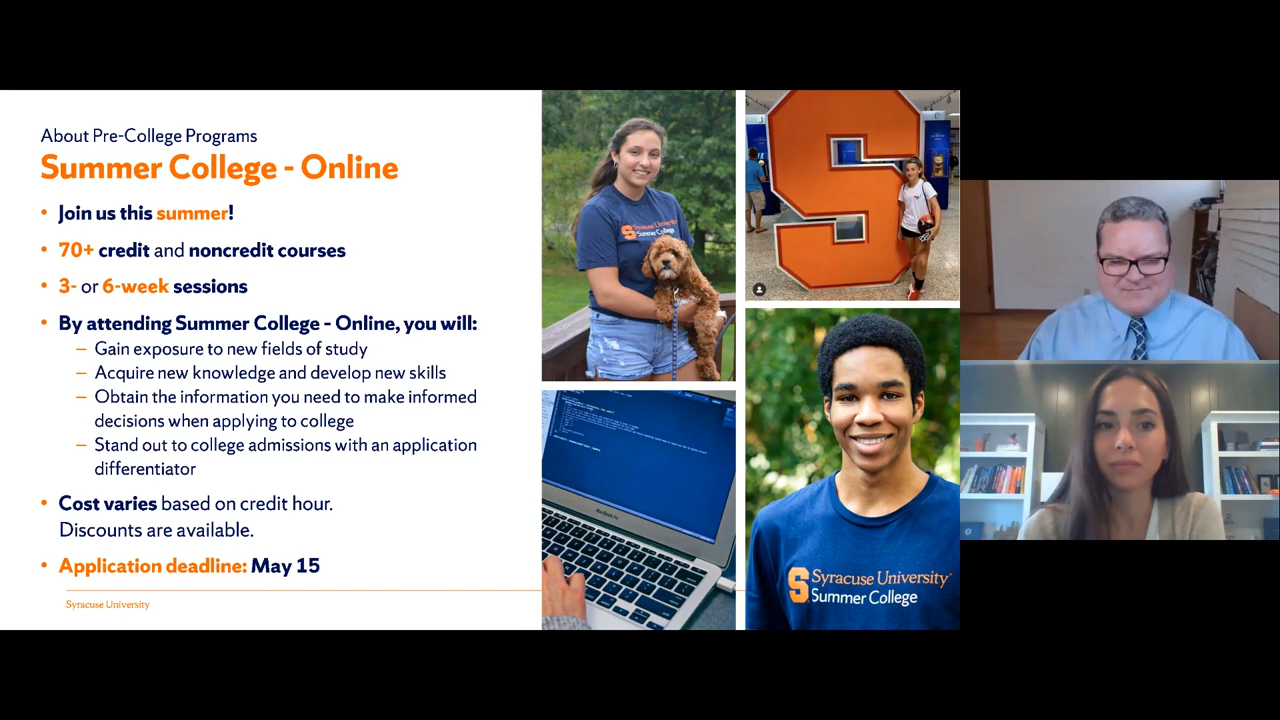 About Pre-College Programs
Summer College - Online
• Join us this summer!
• 70+ credit and noncredit courses
• 3- or 6-week sessions
• By attending Summer College - Online, you will:
– Gain exposure to new fields of study
– Acquire new knowledge and develop new skills
– Obtain the information you need to make informed
decisions when applying to college
– Stand out to college admissions with an application
differentiator
• Cost varies based on credit hour.
Discounts are available.
• Application deadline: May 15
Syracuse University
S Syracuse University
Summer College
S
MacBook Air
S Syracuse University
Summer College